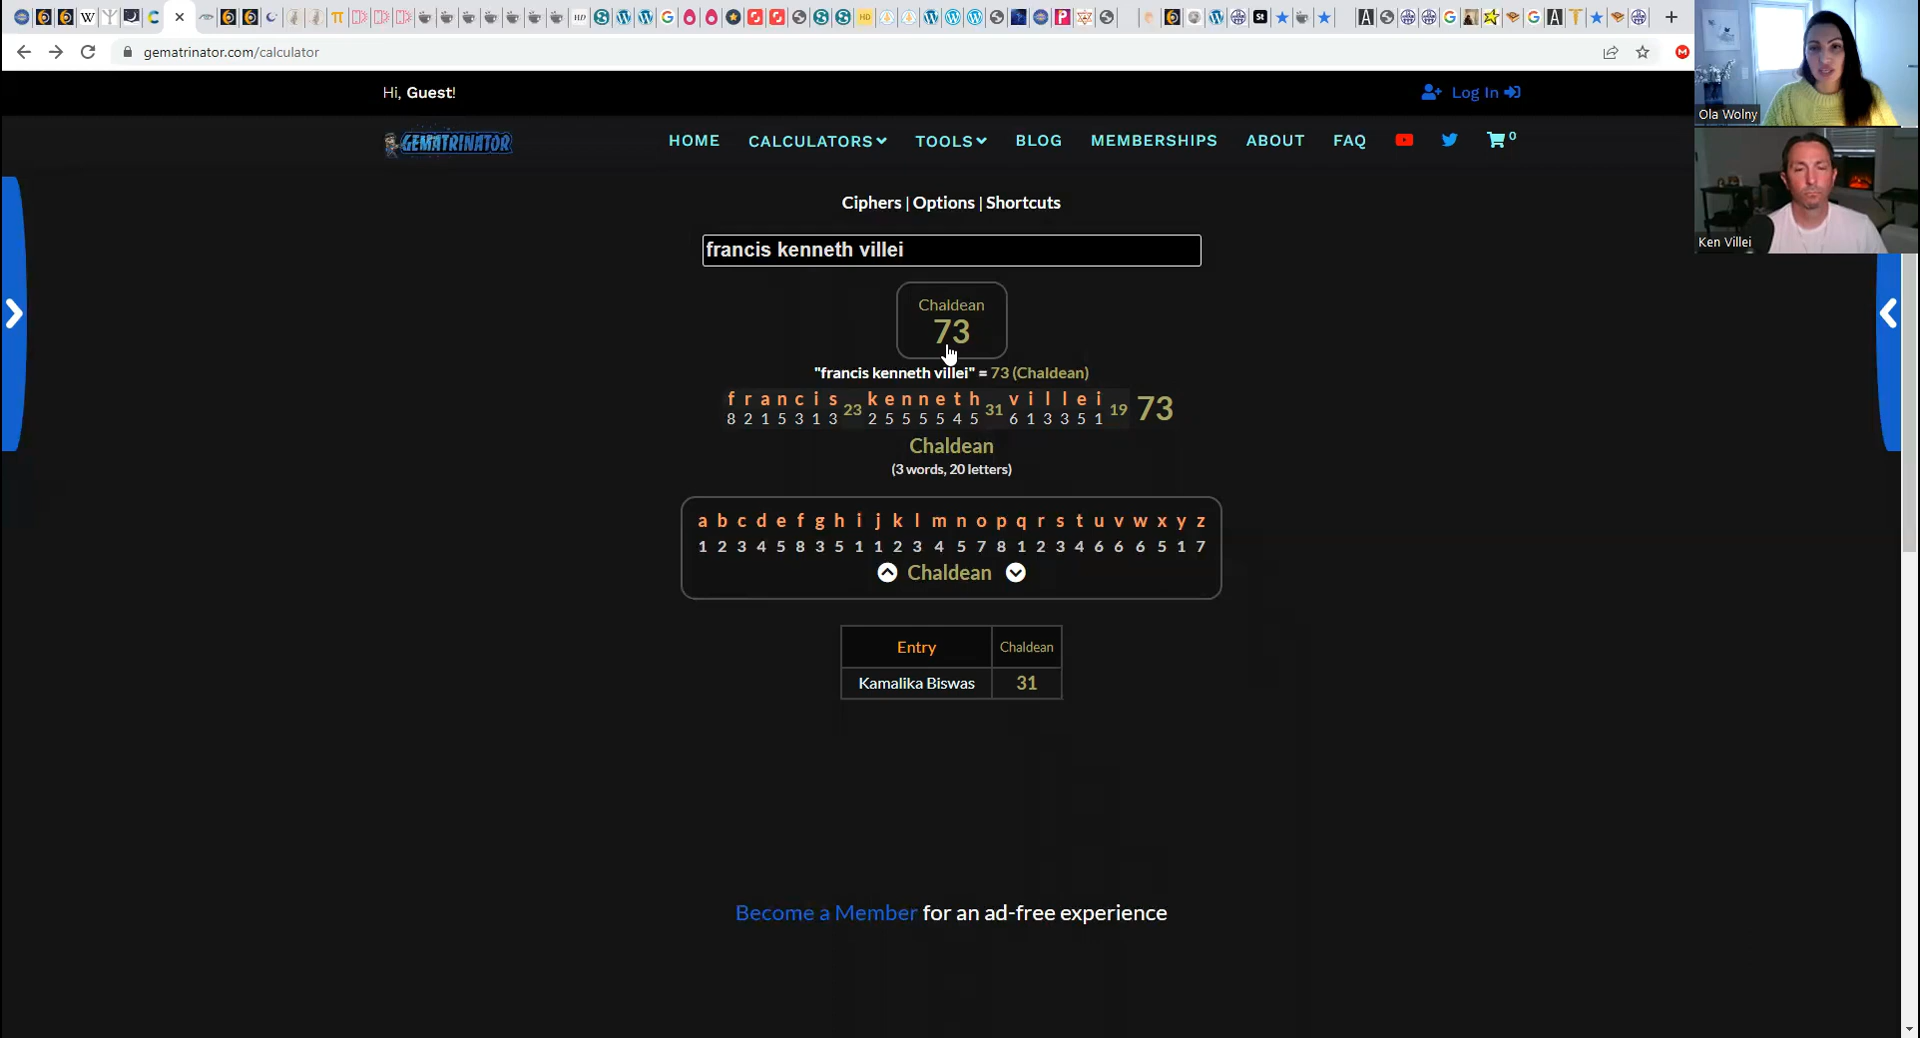 gematrinator.com/calculator
Hi, Guest!
Log In
GEMATRINATOR
HOME CALCULATORS TOOLS BLOG MEMBERSHIPS ABOUT FAQ 0
Ciphers | Options | Shortcuts
francis kenneth villei
Chaldean
73
"francis kenneth villei" = 73 (Chaldean)
f r a n c i s 23 k e n n e t h 31 v i l l e i 19 73
8 2 1 5 3 1 3 2 5 5 5 5 4 5 6 1 3 3 5 1
Chaldean
(3 words, 20 letters)
a b c d e f g h i j k l m n o p q r s t u v w x y z
1 2 3 4 5 8 3 5 1 1 2 3 4 5 7 8 1 2 3 4 6 6 6 5 1 7
Chaldean
Entry Chaldean
Kamalika Biswas 31
Become a Member for an ad-free experience
Ola Wolny
Ken Villei